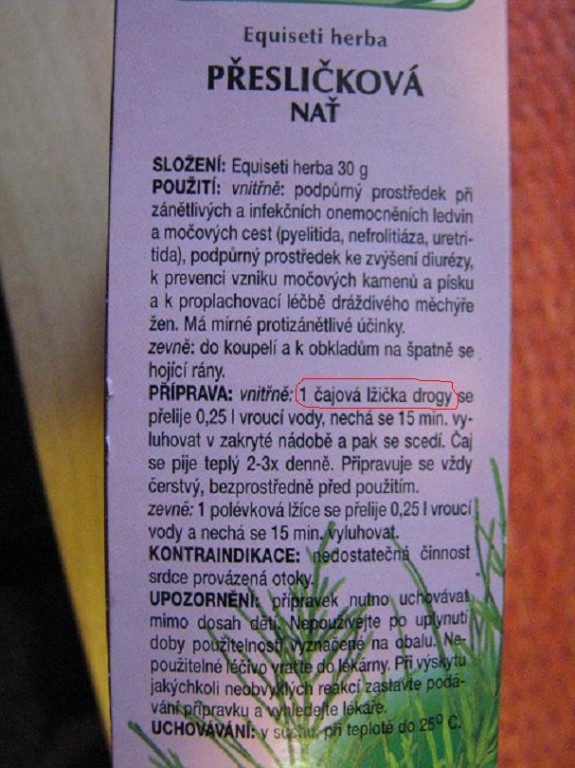 Equiseti herba
PŘESLIČKOVÁ
NAŤ
SLOŽENÍ: Equiseti herba 30 g
POUŽITÍ: vnitřně: podpůrný prostředek při
zánětlivých a infekčních onemocněních ledvin
a močových cest (pyelitida, nefrolitiáza, uretri-
tida), podpůrný prostředek ke zvýšení diurézy,
k prevenci vzniku močových kamenů a písku
a k proplachovací léčbě dráždivého měchýře
žen. Má mírné protizánětlivé účinky.
zevně: do koupelí a k obkladům na špatně se
hojící rány.
PŘÍPRAVA: vnitřně: 1 čajová lžička drogy se
přelije 0,25 l vroucí vody, nechá se 15 min. vy-
luhovat v zakryté nádobě a pak se scedí. Čaj
se pije teplý 2-3x denně. Připravuje se vždy
čerstvý, bezprostředně před použitím.
zevně: 1 polévková lžíce se přelije 0,25 l vroucí
vody a nechá se 15 min. vyluhovat.
KONTRAINDIKACE: nedostatečná činnost
srdce provázená otoky.
UPOZORNĚNÍ: přípravek nutno uchovávat
mimo dosah dětí. Nepoužívejte po uplynutí
doby použitelnosti vyznačené na obalu. Ne-
použitelné léčivo vraťte do lékárny. Při výskytu
jakýchkoli neobvyklých reakcí zastavte podá-
vání přípravku a vyhledejte lékaře.
UCHOVÁVÁNÍ: v suchu, při teplotě do 25° C.